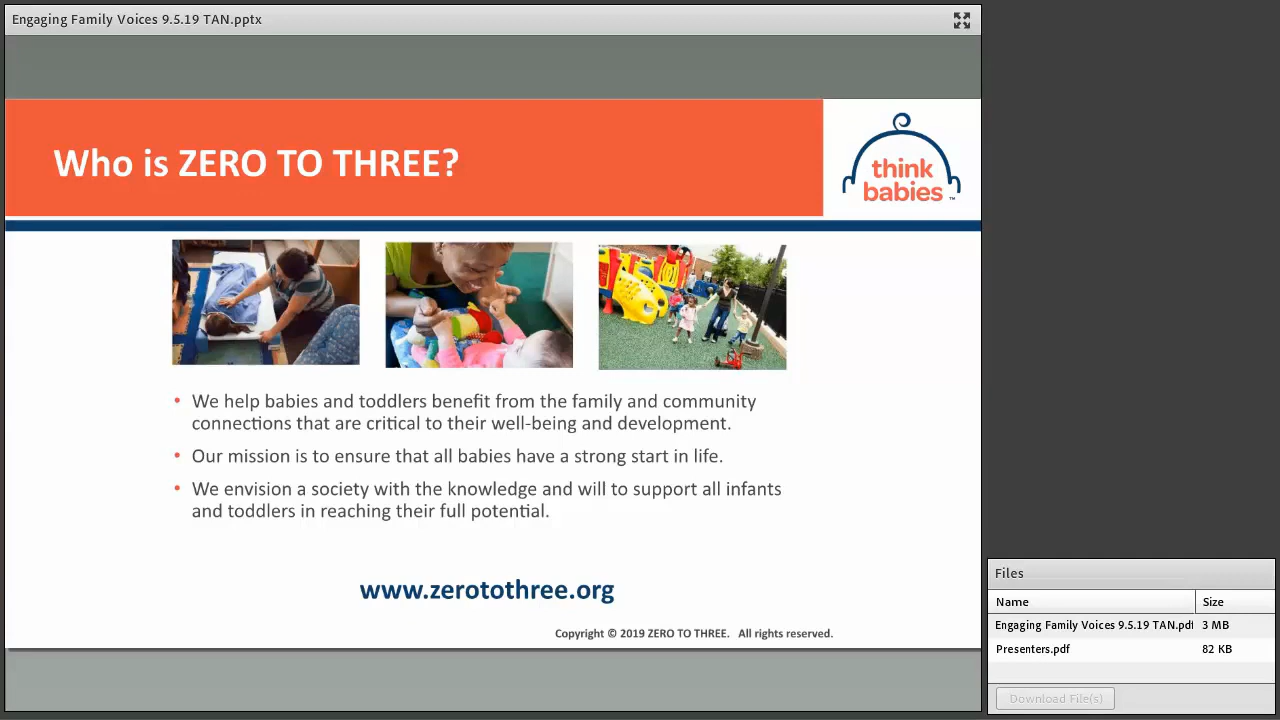 Engaging Family Voices 9.5.19 TAN.pptx
Who is ZERO TO THREE?
think
babies ™
• We help babies and toddlers benefit from the family and community
connections that are critical to their well-being and development.
• Our mission is to ensure that all babies have a strong start in life.
• We envision a society with the knowledge and will to support all infants
and toddlers in reaching their full potential.
www.zerotothree.org
Copyright © 2019 ZERO TO THREE. All rights reserved.
Files
Name Size
Engaging Family Voices 9.5.19 TAN.pdf 3 MB
Presenters.pdf 82 KB
Download File(s)